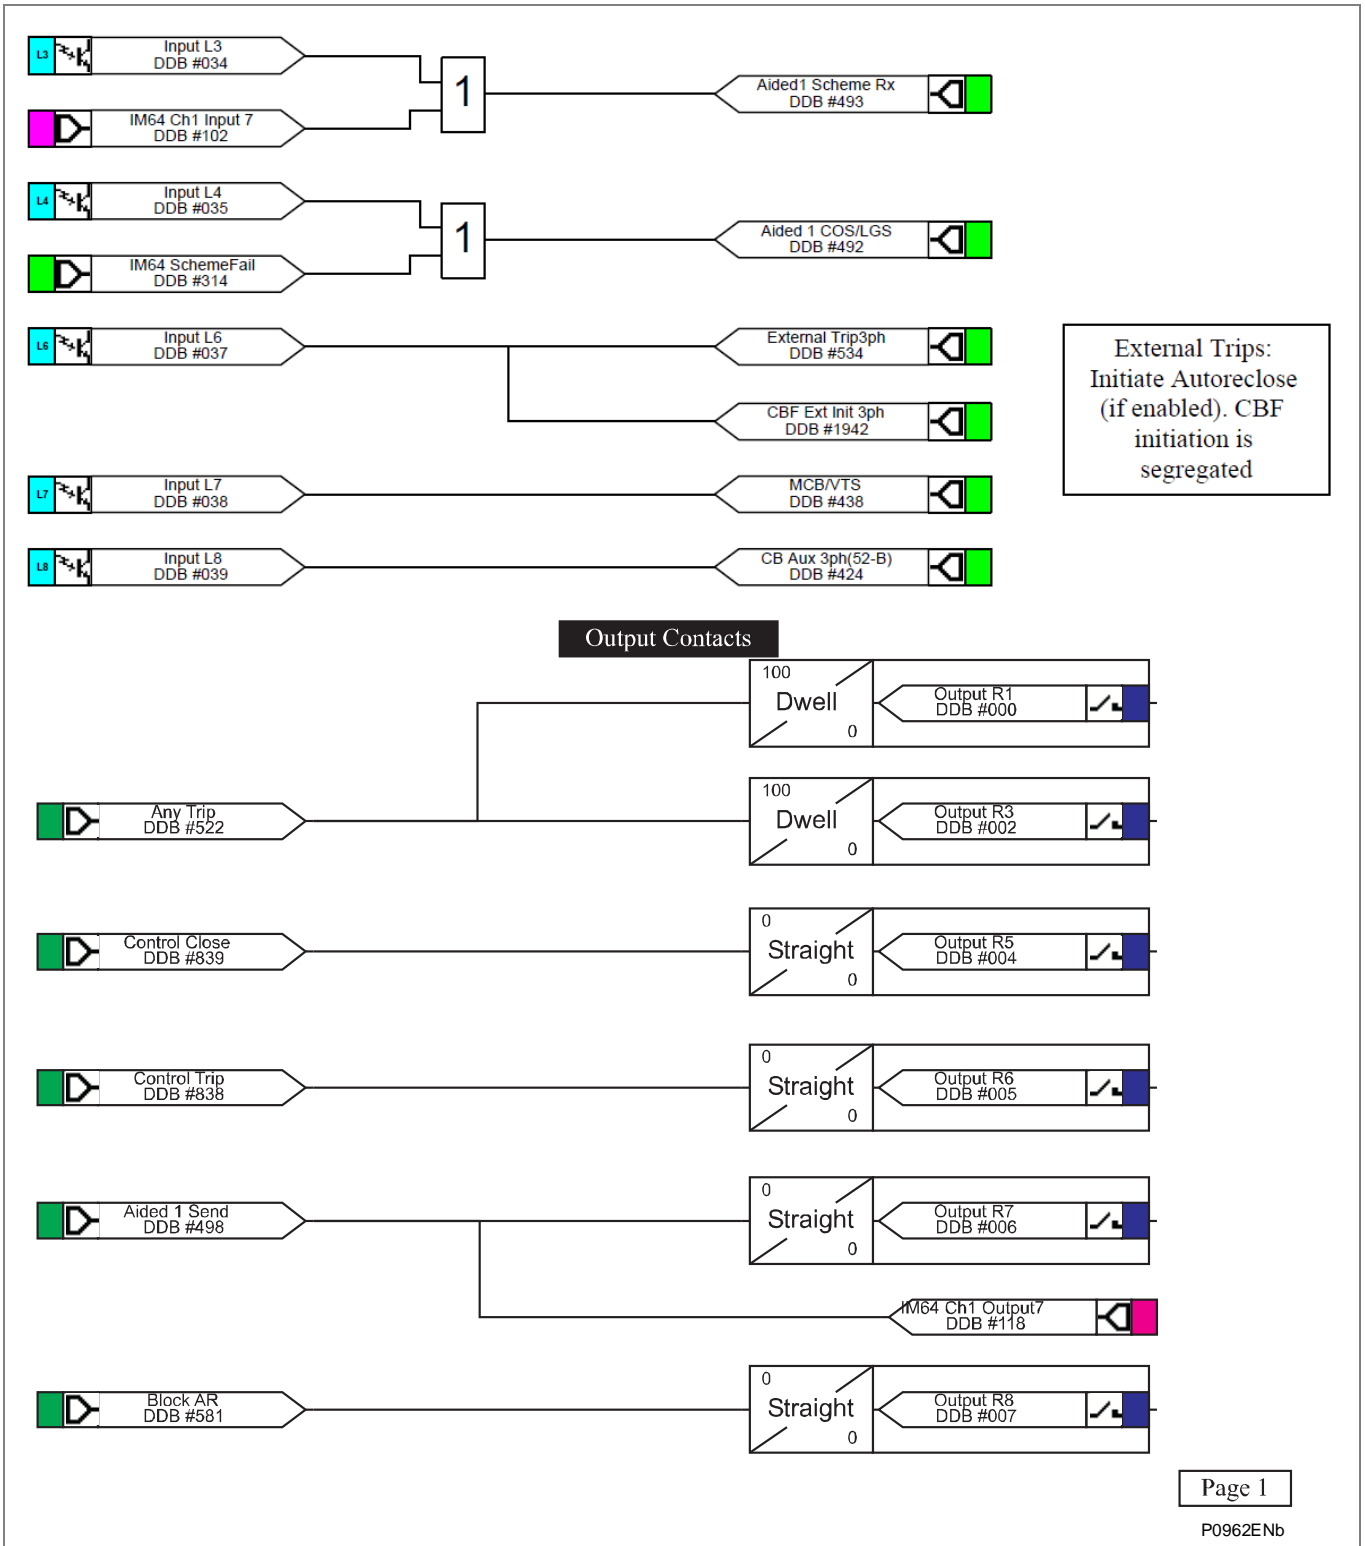 L3
Input L3
DDB #034
IM64 Ch1 Input 7
DDB #102
1
Aided1 Scheme Rx
DDB #493
L4
Input L4
DDB #035
IM64 SchemeFail
DDB #314
1
Aided 1 COS/LGS
DDB #492
L6
Input L6
DDB #037
External Trip3ph
DDB #534
CBF Ext Init 3ph
DDB #1942
External Trips:
Initiate Autoreclose
(if enabled). CBF
initiation is
segregated
L7
Input L7
DDB #038
MCB/VTS
DDB #438
L8
Input L8
DDB #039
CB Aux 3ph(52-B)
DDB #424
Output Contacts
100
Dwell
0
Output R1
DDB #000
Any Trip
DDB #522
100
Dwell
0
Output R3
DDB #002
Control Close
DDB #839
0
Straight
0
Output R5
DDB #004
Control Trip
DDB #838
0
Straight
0
Output R6
DDB #005
Aided 1 Send
DDB #498
0
Straight
0
Output R7
DDB #006
IM64 Ch1 Output7
DDB #118
Block AR
DDB #581
0
Straight
0
Output R8
DDB #007
Page 1
P0962ENb